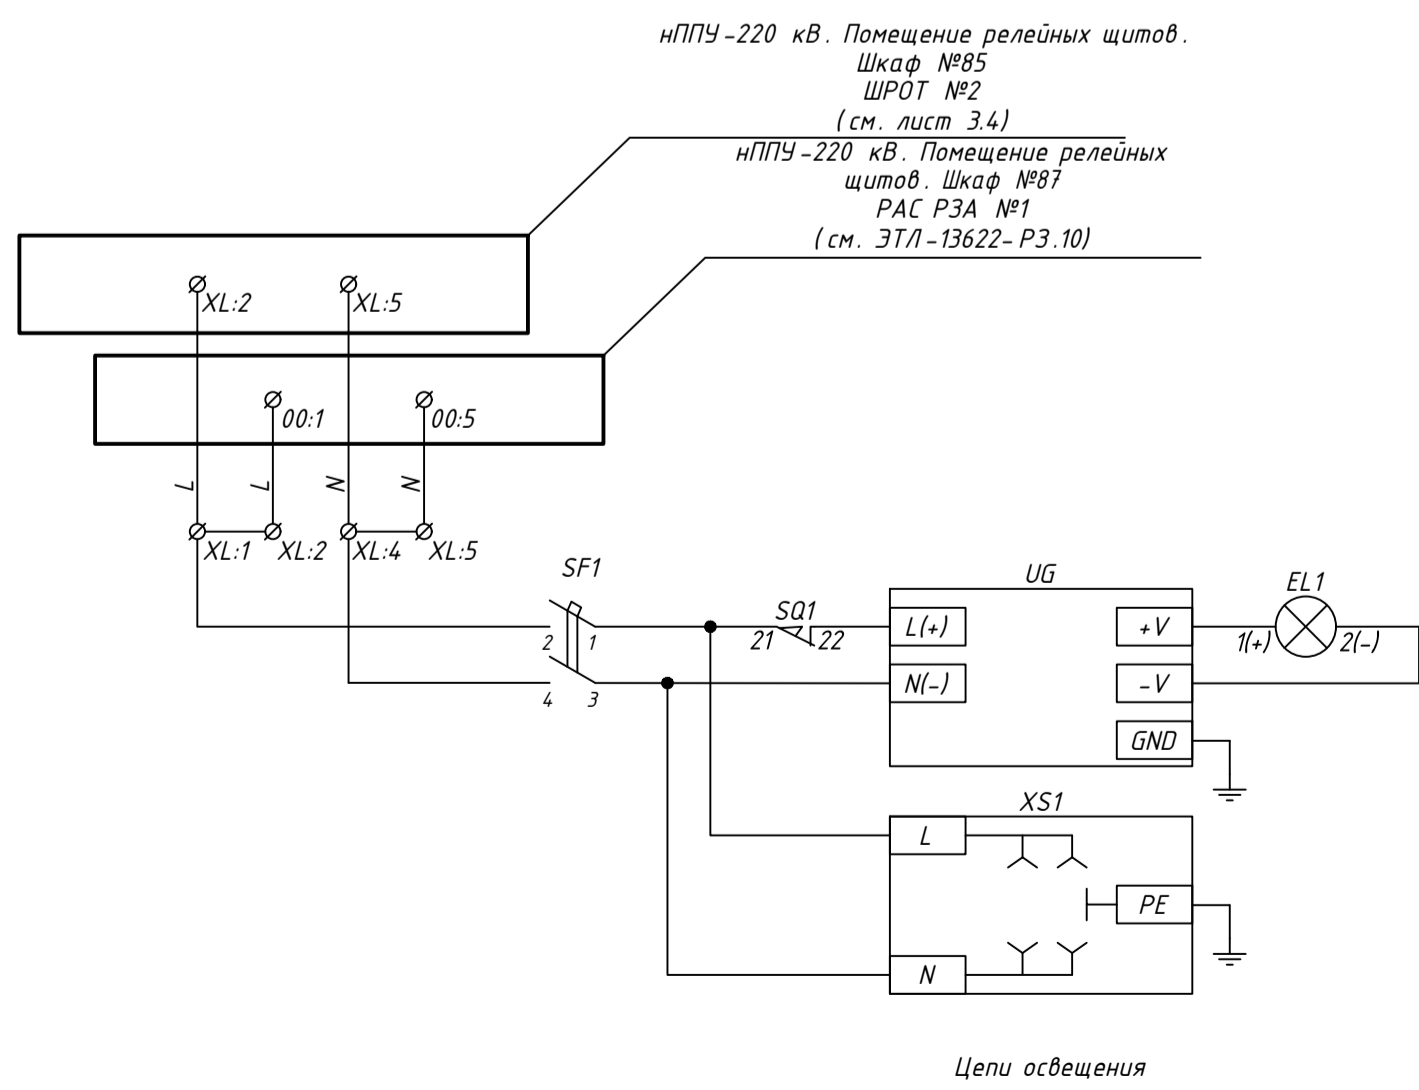 нППУ-220 кВ. Помещение релейных щитов.
Шкаф №85
ШРОТ №2
(см. лист 3.4)
нППУ-220 кВ. Помещение релейных
щитов. Шкаф №87
РАС РЗА №1
(см. ЭТЛ-13622-РЗ.10)
XL:2
XL:5
00:1
00:5
L
L
N
N
XL:1
XL:2
XL:4
XL:5
SF1
2
1
4
3
SQ1
21
22
UG
L(+)
+V
N(-)
-V
GND
EL1
1(+)
2(-)
XS1
L
PE
N
Цепи освещения